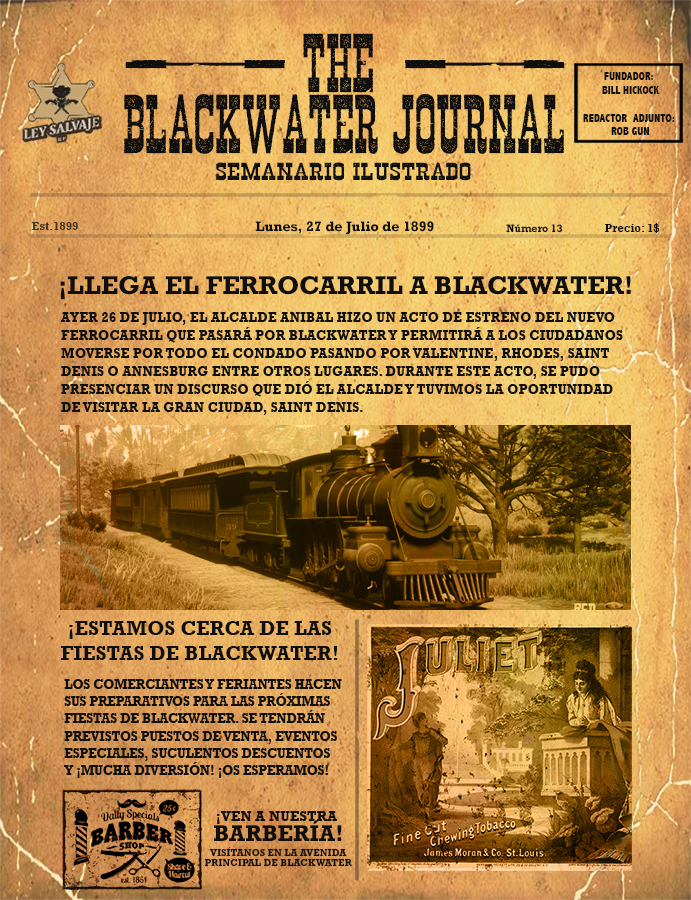 THE
BLACKWATER JOURNAL
SEMANARIO ILUSTRADO
LEY SALVAJE
R.P
FUNDADOR:
BILL HICKOCK
REDACTOR ADJUNTO:
ROB GUN
Est.1899
Lunes, 27 de Julio de 1899
Número 13
Precio: 1$
¡LLEGA EL FERROCARRIL A BLACKWATER!
AYER 26 DE JULIO, EL ALCALDE ANIBAL HIZO UN ACTO DE ESTRENO DEL NUEVO
FERROCARRIL QUE PASARÁ POR BLACKWATER Y PERMITIRÁ A LOS CIUDADANOS
MOVERSE POR TODO EL CONDADO PASANDO POR VALENTINE, RHODES, SAINT
DENIS O ANNESBURG ENTRE OTROS LUGARES. DURANTE ESTE ACTO, SE PUDO
PRESENCIAR UN DISCURSO QUE DIÓ EL ALCALDE Y TUVIMOS LA OPORTUNIDAD
DE VISITAR LA GRAN CIUDAD, SAINT DENIS.
¡ESTAMOS CERCA DE LAS
FIESTAS DE BLACKWATER!
LOS COMERCIANTES Y FERIANTES HACEN
SUS PREPARATIVOS PARA LAS PRÓXIMAS
FIESTAS DE BLACKWATER. SE TENDRÁN
PREVISTOS PUESTOS DE VENTA, EVENTOS
ESPECIALES, SUCULENTOS DESCUENTOS
Y ¡MUCHA DIVERSIÓN! ¡OS ESPERAMOS!
Daily Specials
25¢
BARBER
SHOP
Shave &
Haircut
est. 1851
¡VEN A NUESTRA
BARBERÍA!
VISÍTANOS EN LA AVENIDA
PRINCIPAL DE BLACKWATER
JULIET
Fine Cut
Chewing Tobacco
James Moran & Co. St. Louis